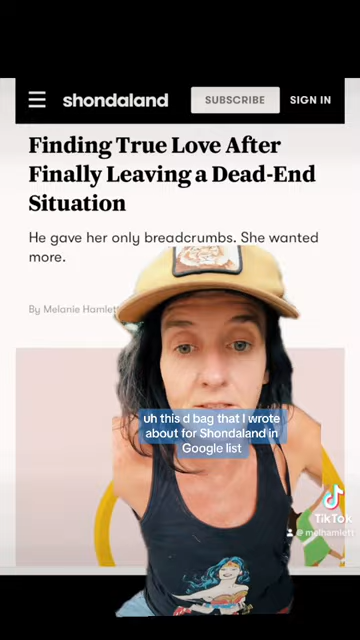 shondaland
SUBSCRIBE
SIGN IN
Finding True Love After
Finally Leaving a Dead-End
Situation
He gave her only breadcrumbs. She wanted
more.
By Melanie Hamlett
uh this d bag that I wrote
about for Shondaland in
Google list
TikTok
@ melhamlett